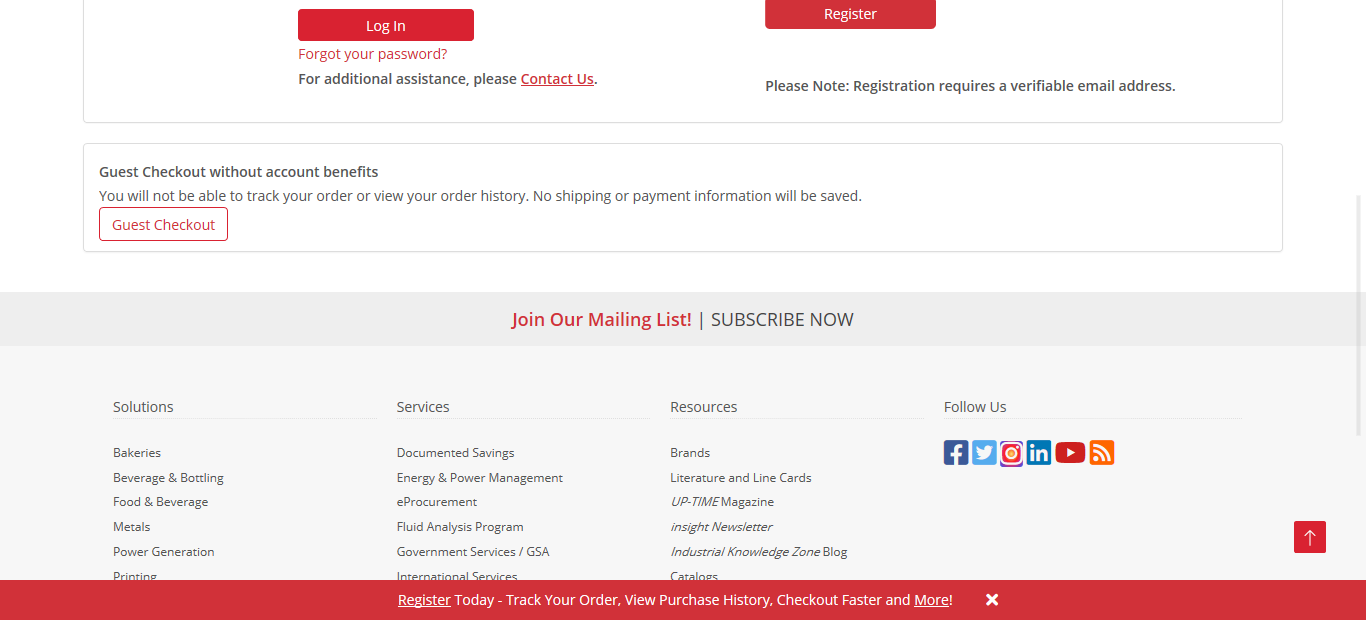 Log In
Forgot your password?
For additional assistance, please Contact Us.
Register
Please Note: Registration requires a verifiable email address.
Guest Checkout without account benefits
You will not be able to track your order or view your order history. No shipping or payment information will be saved.
Guest Checkout
Join Our Mailing List! | SUBSCRIBE NOW
Solutions
Bakeries
Beverage & Bottling
Food & Beverage
Metals
Power Generation
Printing
Services
Documented Savings
Energy & Power Management
eProcurement
Fluid Analysis Program
Government Services / GSA
International Services
Resources
Brands
Literature and Line Cards
UP-TIME Magazine
insight Newsletter
Industrial Knowledge Zone Blog
Catalogs
Follow Us
Register Today - Track Your Order, View Purchase History, Checkout Faster and More!